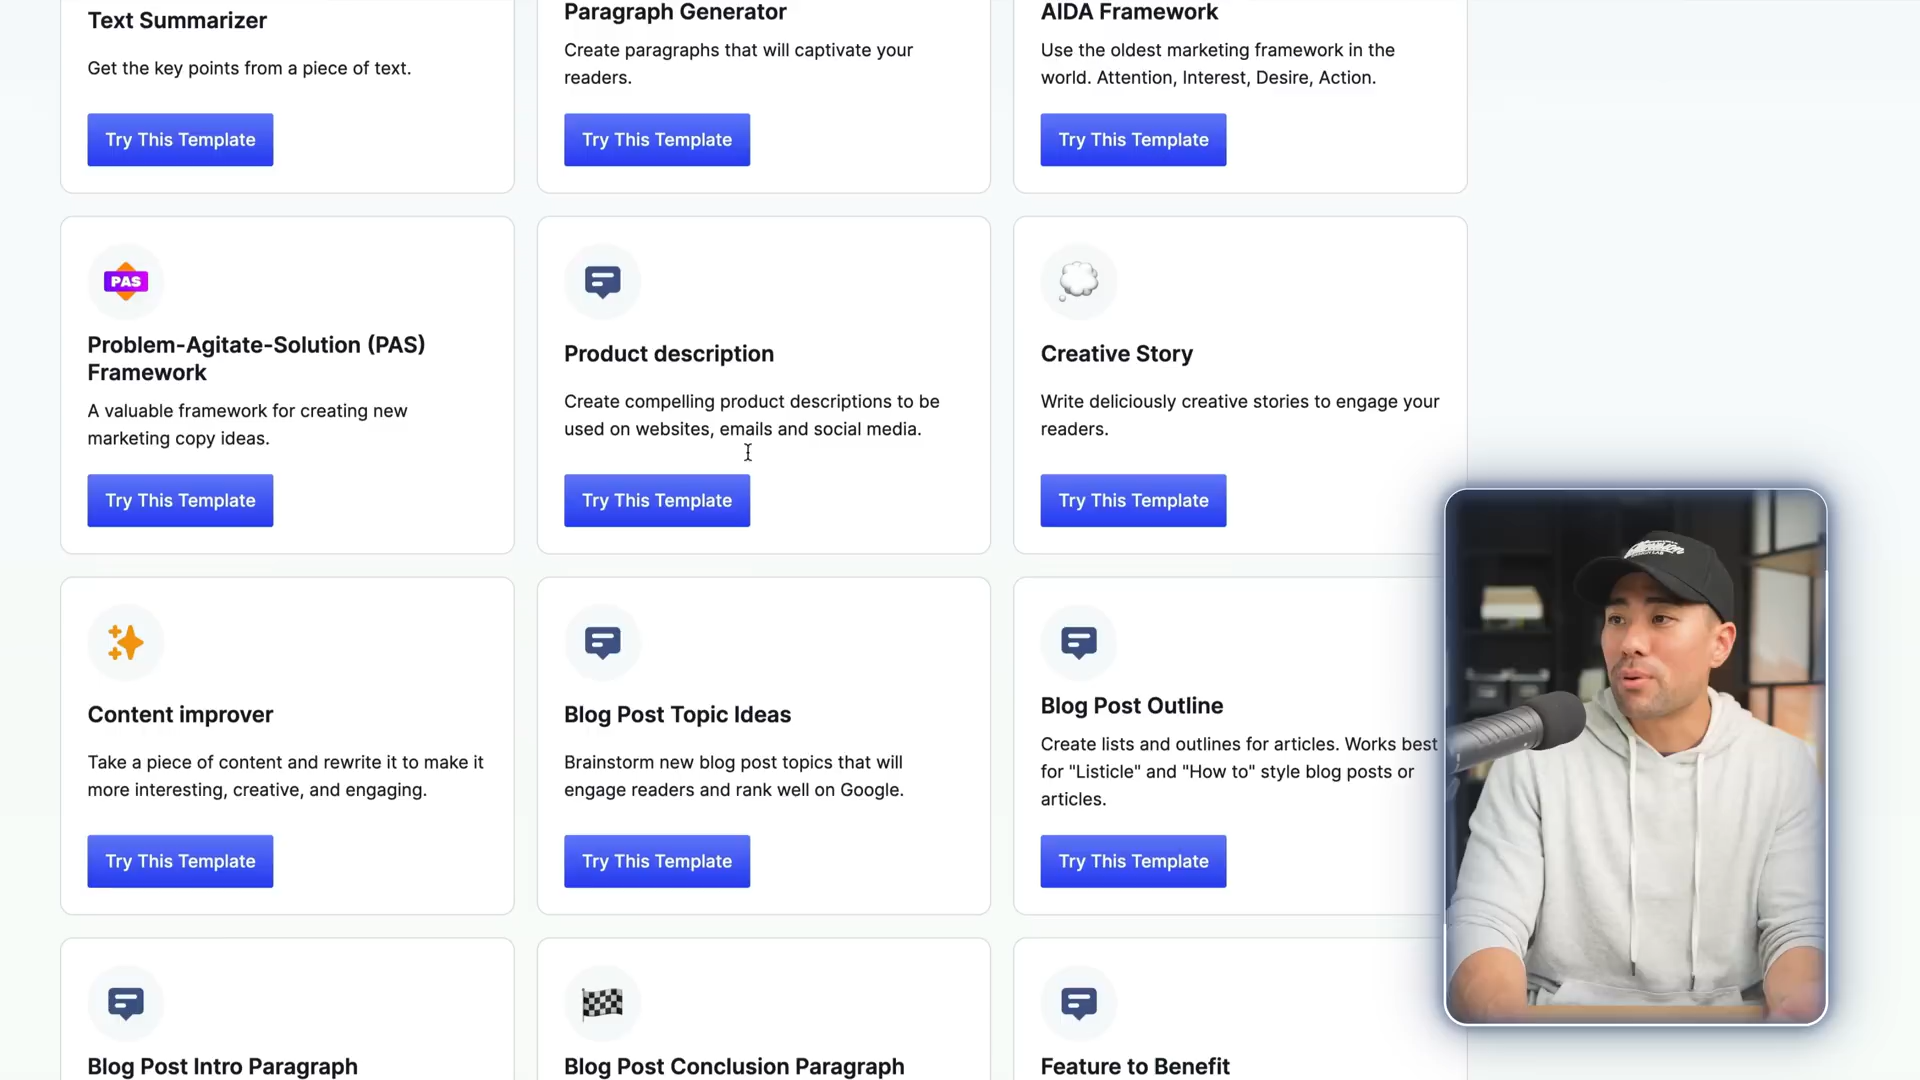 Text Summarizer
Get the key points from a piece of text.
Try This Template
Paragraph Generator
Create paragraphs that will captivate your
readers.
Try This Template
AIDA Framework
Use the oldest marketing framework in the
world. Attention, Interest, Desire, Action.
Try This Template
PAS
Problem-Agitate-Solution (PAS)
Framework
A valuable framework for creating new
marketing copy ideas.
Try This Template
Product description
Create compelling product descriptions to be
used on websites, emails and social media.
Try This Template
Creative Story
Write deliciously creative stories to engage your
readers.
Try This Template
Content improver
Take a piece of content and rewrite it to make it
more interesting, creative, and engaging.
Try This Template
Blog Post Topic Ideas
Brainstorm new blog post topics that will
engage readers and rank well on Google.
Try This Template
Blog Post Outline
Create lists and outlines for articles. Works best
for "Listicle" and "How to" style blog posts or
articles.
Try This Template
Blog Post Intro Paragraph
Blog Post Conclusion Paragraph
Feature to Benefit